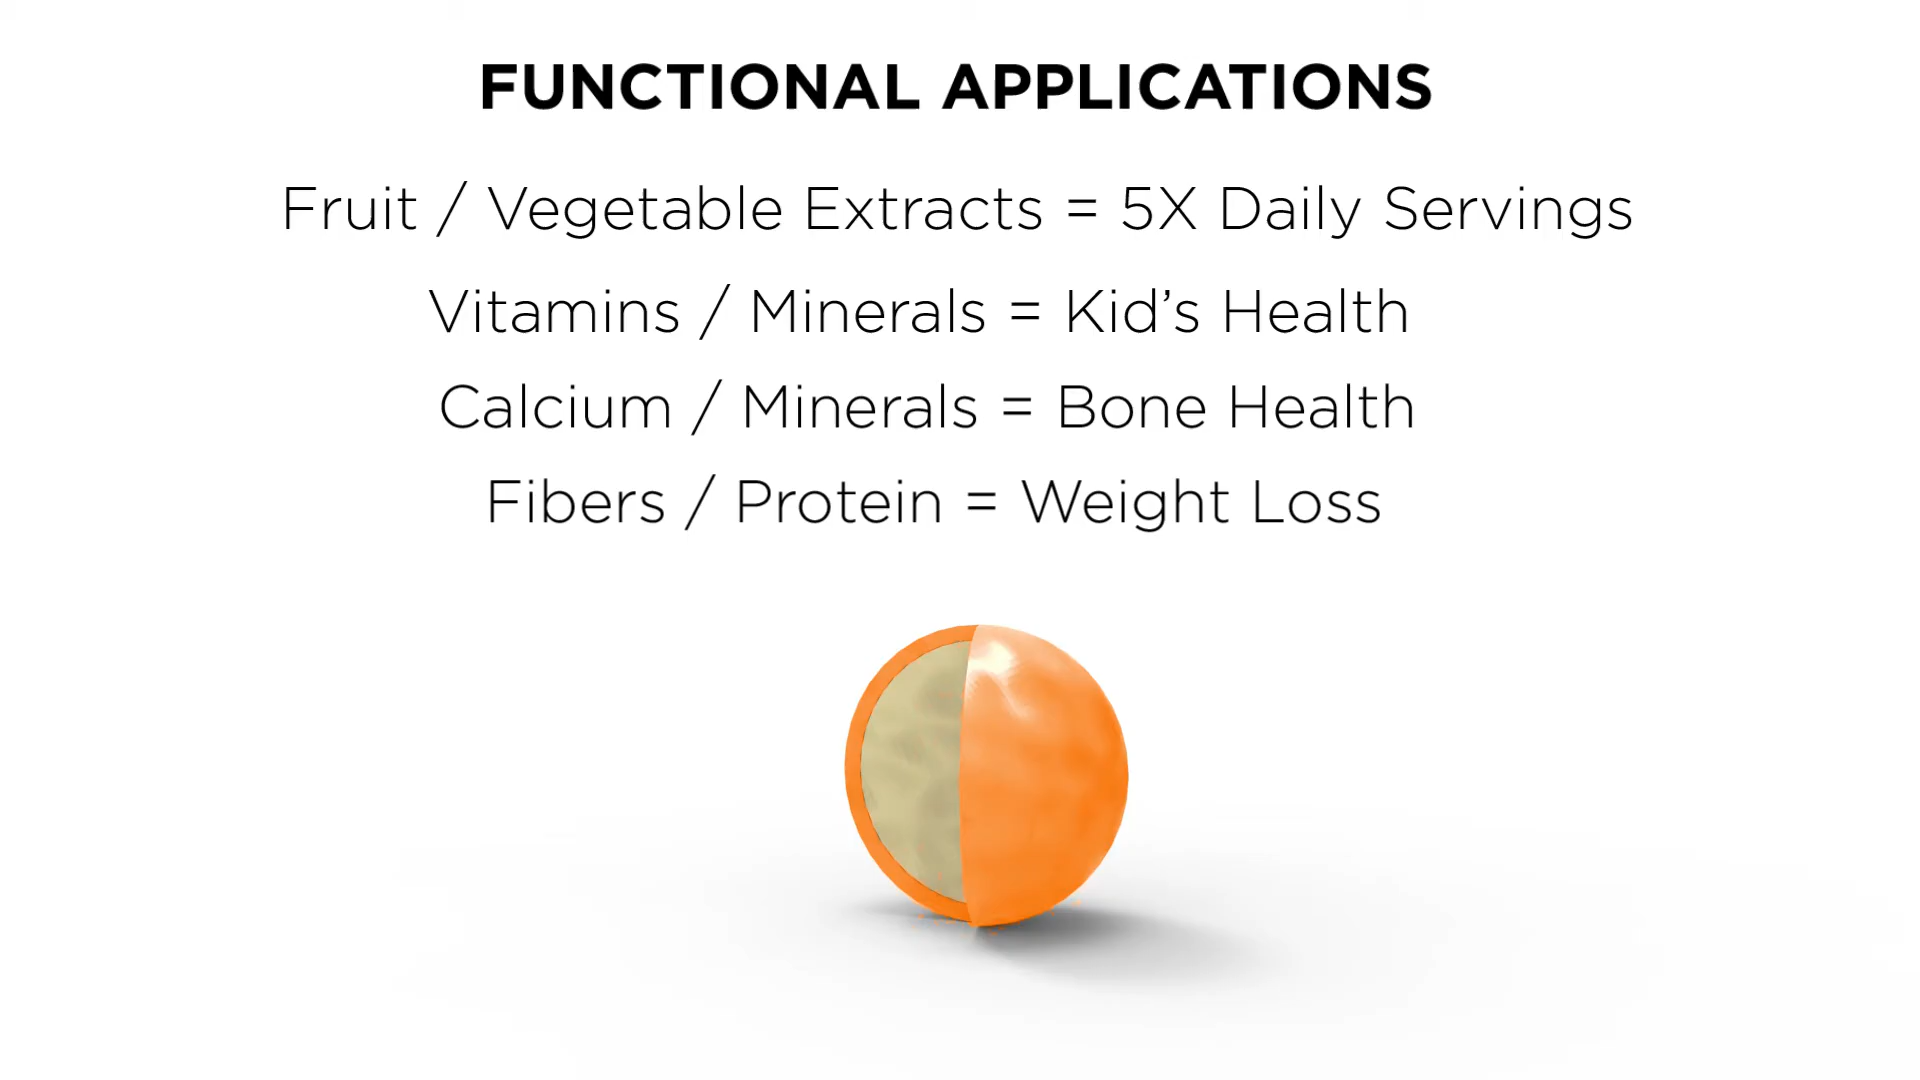 FUNCTIONAL APPLICATIONS
Fruit / Vegetable Extracts = 5X Daily Servings
Vitamins / Minerals = Kid’s Health
Calcium / Minerals = Bone Health
Fibers / Protein = Weight Loss